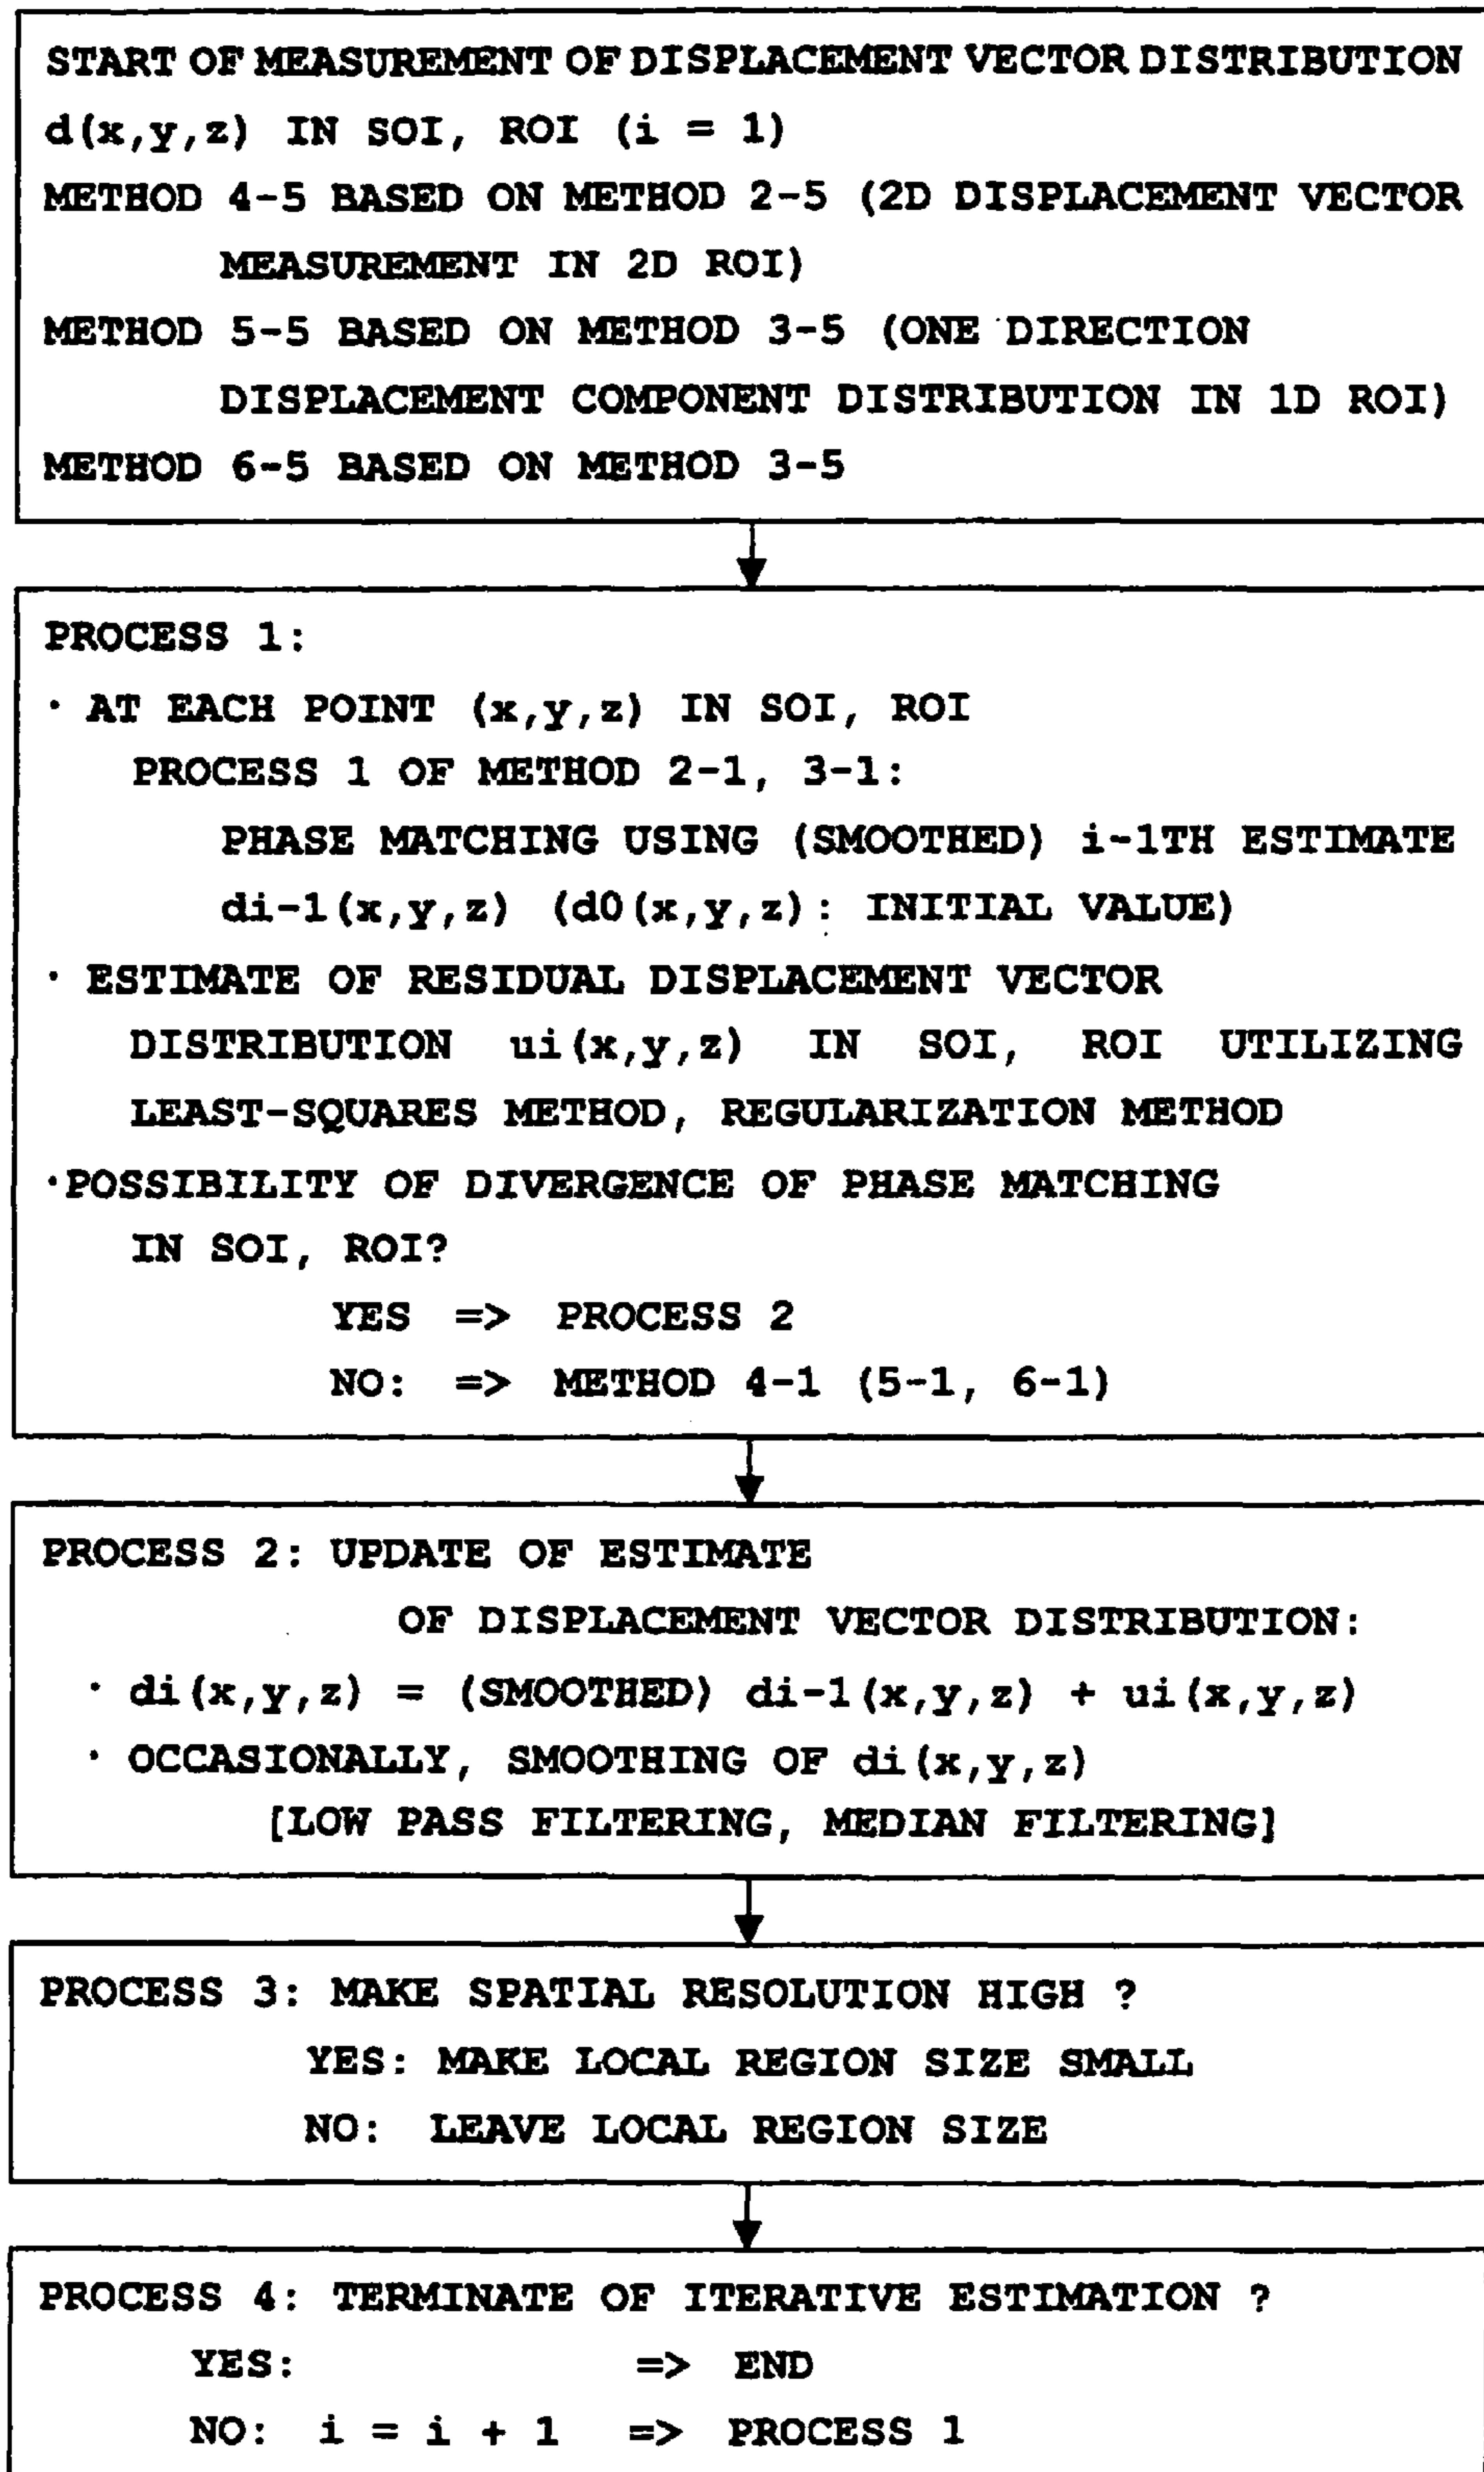 START OF MEASUREMENT OF DISPLACEMENT VECTOR DISTRIBUTION
d(x,y,z) IN SOI, ROI (i = 1)
METHOD 4-5 BASED ON METHOD 2-5 (2D DISPLACEMENT VECTOR
MEASUREMENT IN 2D ROI)
METHOD 5-5 BASED ON METHOD 3-5 (ONE DIRECTION
DISPLACEMENT COMPONENT DISTRIBUTION IN 1D ROI)
METHOD 6-5 BASED ON METHOD 3-5
PROCESS 1:
· AT EACH POINT (x,y,z) IN SOI, ROI
PROCESS 1 OF METHOD 2-1, 3-1:
PHASE MATCHING USING (SMOOTHED) i-1TH ESTIMATE
di-1(x,y,z) (d0(x,y,z): INITIAL VALUE)
· ESTIMATE OF RESIDUAL DISPLACEMENT VECTOR
DISTRIBUTION ui(x,y,z) IN SOI, ROI UTILIZING
LEAST-SQUARES METHOD, REGULARIZATION METHOD
·POSSIBILITY OF DIVERGENCE OF PHASE MATCHING
IN SOI, ROI?
YES => PROCESS 2
NO: => METHOD 4-1 (5-1, 6-1)
PROCESS 2: UPDATE OF ESTIMATE
OF DISPLACEMENT VECTOR DISTRIBUTION:
· di(x,y,z) = (SMOOTHED) di-1(x,y,z) + ui(x,y,z)
· OCCASIONALLY, SMOOTHING OF di(x,y,z)
[LOW PASS FILTERING, MEDIAN FILTERING]
PROCESS 3: MAKE SPATIAL RESOLUTION HIGH ?
YES: MAKE LOCAL REGION SIZE SMALL
NO: LEAVE LOCAL REGION SIZE
PROCESS 4: TERMINATE OF ITERATIVE ESTIMATION ?
YES: => END
NO: i = i + 1 => PROCESS 1